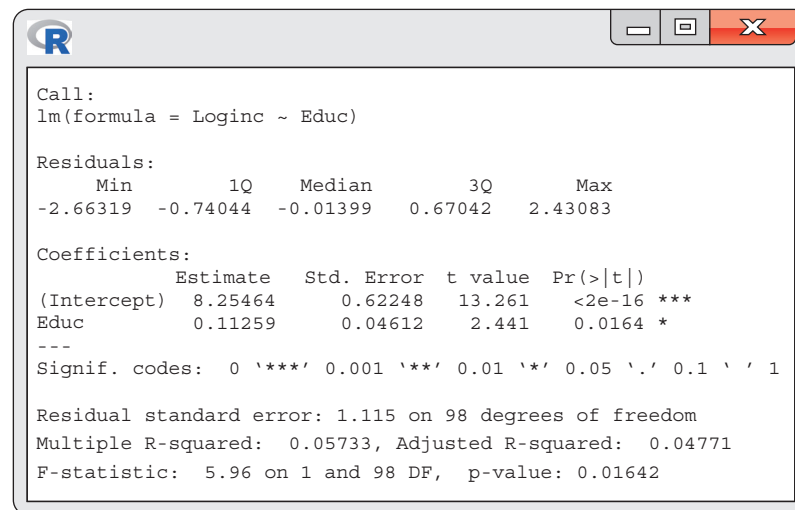 R
Call:
lm(formula = Loginc ~ Educ)
Residuals:
Min 1Q Median 3Q Max
-2.66319 -0.74044 -0.01399 0.67042 2.43083
Coefficients:
Estimate Std. Error t value Pr(>|t|)
(Intercept) 8.25464 0.62248 13.261 <2e-16 ***
Educ 0.11259 0.04612 2.441 0.0164 *
---
Signif. codes: 0 ‘***’ 0.001 ‘**’ 0.01 ‘*’ 0.05 ‘.’ 0.1 ‘ ’ 1
Residual standard error: 1.115 on 98 degrees of freedom
Multiple R-squared: 0.05733, Adjusted R-squared: 0.04771
F-statistic: 5.96 on 1 and 98 DF, p-value: 0.01642